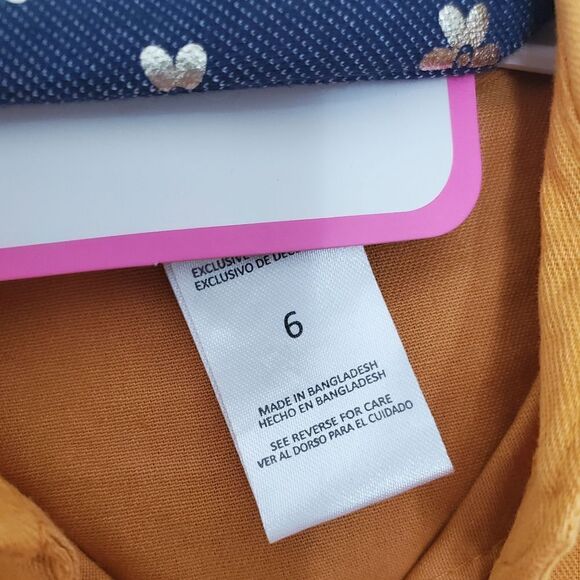 EXCLUSIVE
EXCLUSIVO DE
6
MADE IN BANGLADESH
HECHO EN BANGLADESH
SEE REVERSE FOR CARE
VER AL DORSO PARA EL CUIDADO